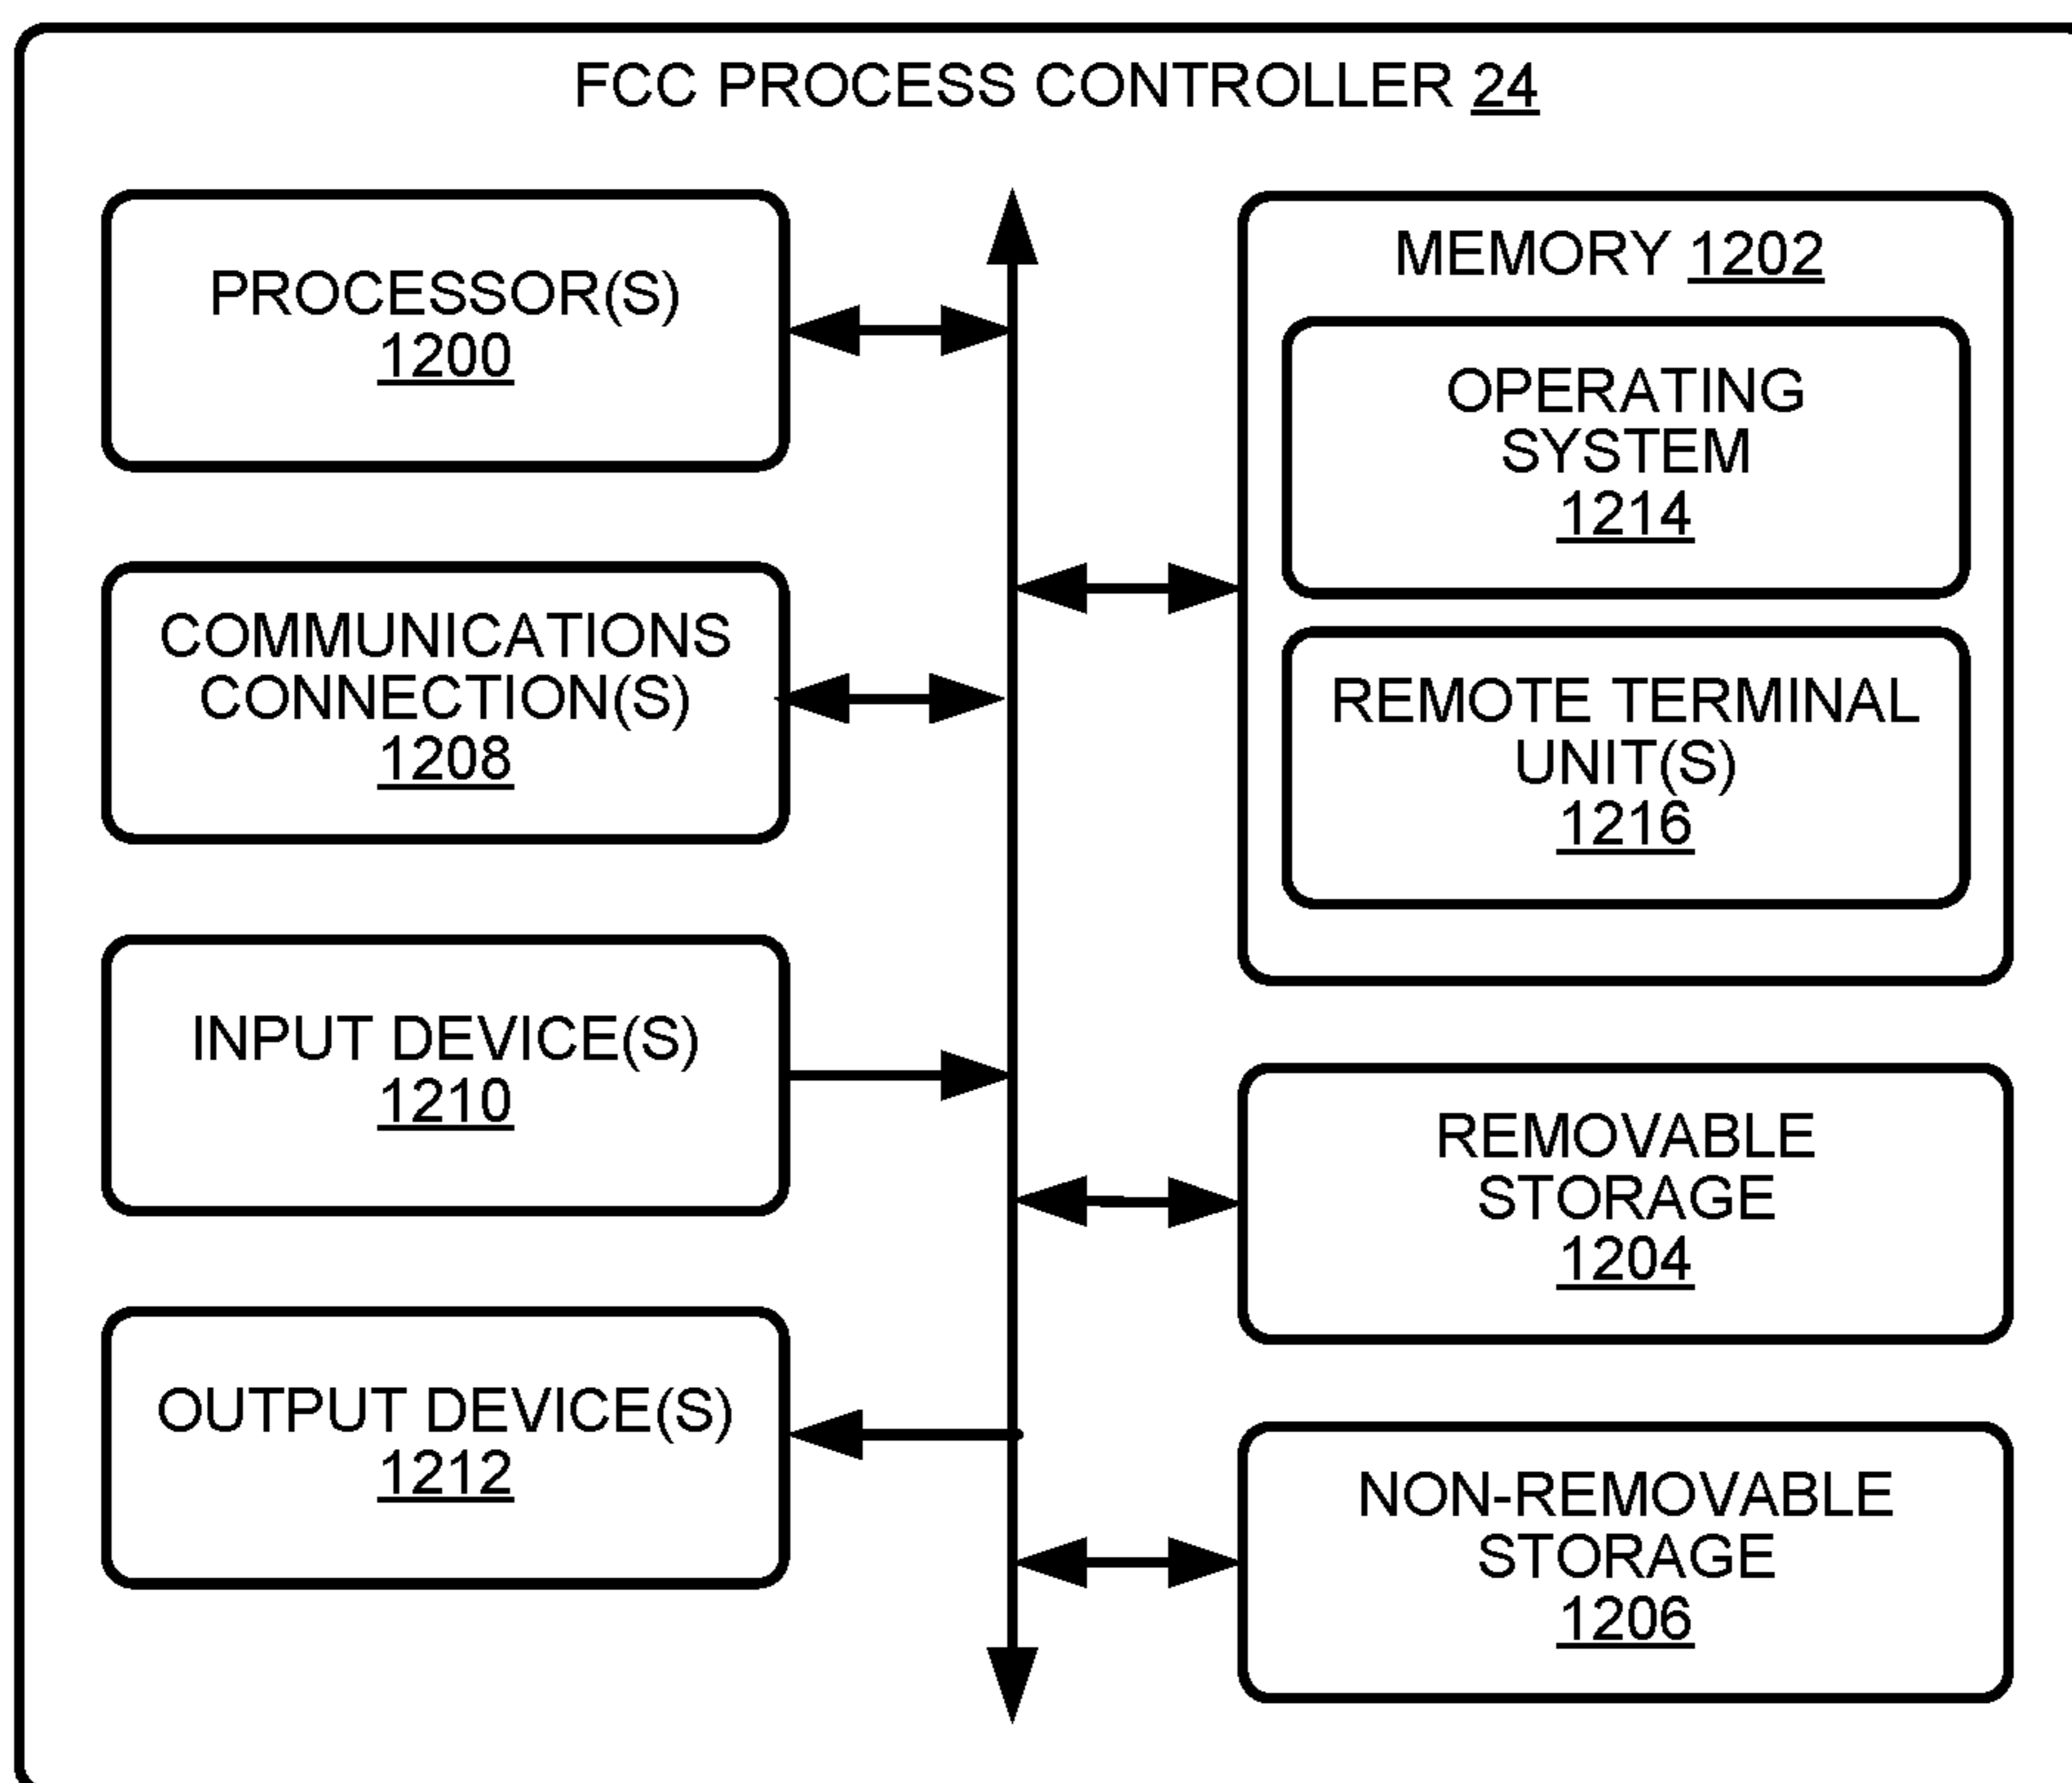 FCC PROCESS CONTROLLER 24
PROCESSOR(S)
1200
COMMUNICATIONS
CONNECTION(S)
1208
INPUT DEVICE(S)
1210
OUTPUT DEVICE(S)
1212
MEMORY 1202
OPERATING
SYSTEM
1214
REMOTE TERMINAL
UNIT(S)
1216
REMOVABLE
STORAGE
1204
NON-REMOVABLE
STORAGE
1206